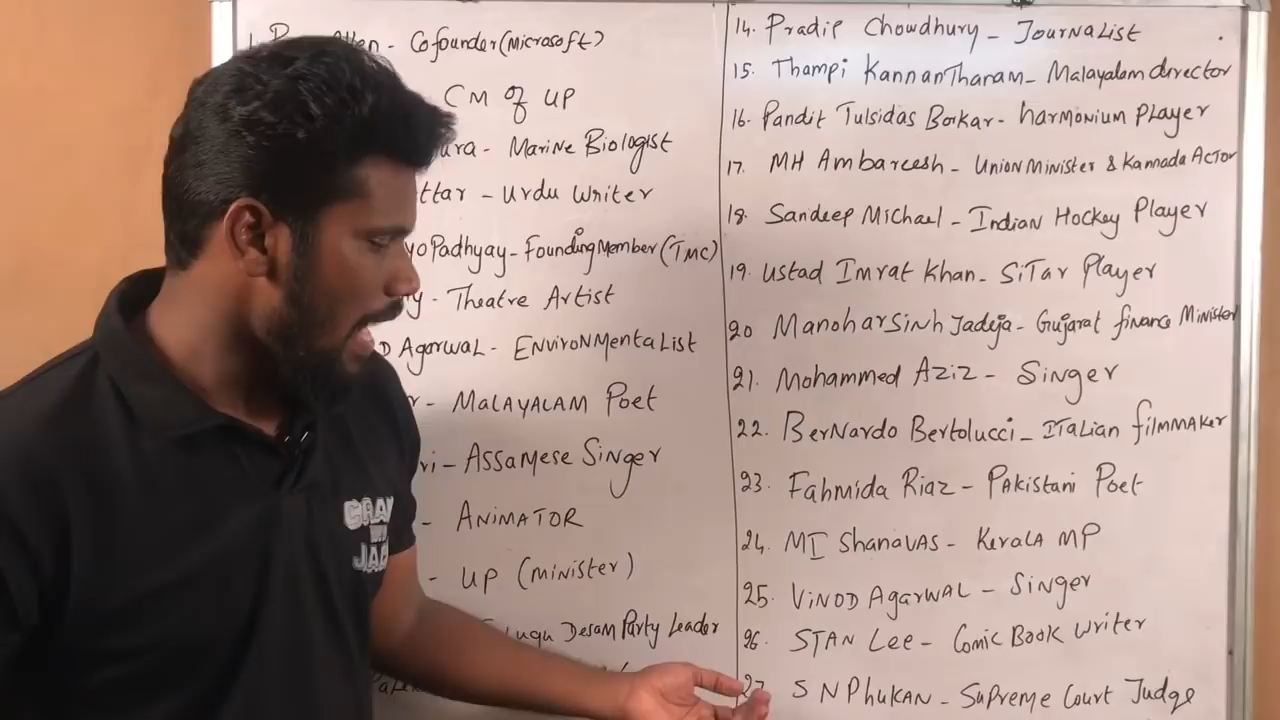 Cofounder(Microsoft)
CM of UP
- Marine Biologist
ttar - Urdu Writer
yoPadhyay - Founding Member (TMC)
y - Theatre Artist
D Agarwal - Environmentalist
r - Malayalam Poet
ri - Assamese Singer
- Animator
- UP (Minister)
Desam Party Leader
14. Pradip Chowdhury - Journalist
15. Thampi Kannanthanam - Malayalam director
16. Pandit Tulsidas Borkar - harmonium Player
17. MH Ambareesh - Union Minister & Kannada Actor
18. Sandeep Michael - Indian Hockey Player
19. Ustad Imrat Khan - Sitar Player
20 Manoharsinh Jadeja - Gujarat finance Minister
21. Mohammed Aziz - Singer
22. Bernardo Bertolucci - Italian filmmaker
23. Fahmida Riaz - Pakistani Poet
24. MI Shanavas - Kerala MP
25. Vinod Agarwal - Singer
26. Stan Lee - Comic Book Writer
27 S N Phukan - Supreme Court Judge